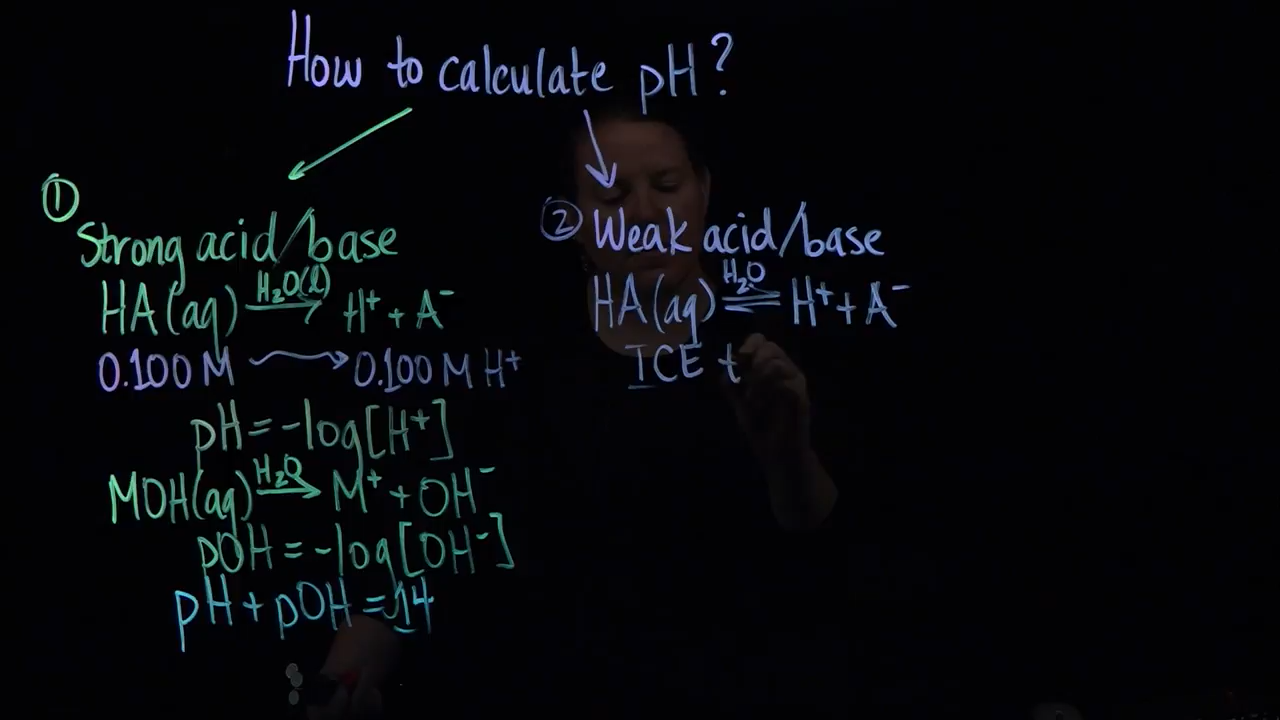 How to calculate pH?
①
Strong acid/base
HA(aq) H₂O(l)⟶ H⁺ + A⁻
0.100 M ⟶ 0.100 M H⁺
pH = -log[H⁺]
MOH(aq) H₂O⟶ M⁺ + OH⁻
pOH = -log[OH⁻]
pH + pOH = 14
② Weak acid/base
HA(aq) H₂O⇌ H⁺ + A⁻
ICE t